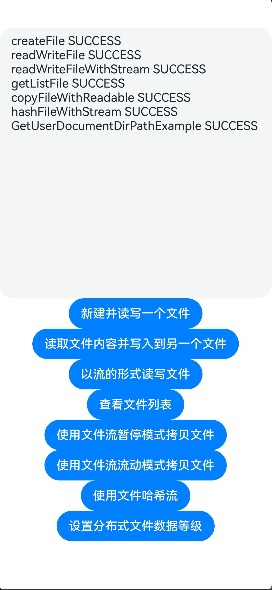 createFile SUCCESS
readWriteFile SUCCESS
readWriteFileWithStream SUCCESS
getListFile SUCCESS
copyFileWithReadable SUCCESS
hashFileWithStream SUCCESS
GetUserDocumentDirPathExample SUCCESS
新建并读写一个文件
读取文件内容并写入到另一个文件
以流的形式读写文件
查看文件列表
使用文件流暂停模式拷贝文件
使用文件流流动模式拷贝文件
使用文件哈希流
设置分布式文件数据等级